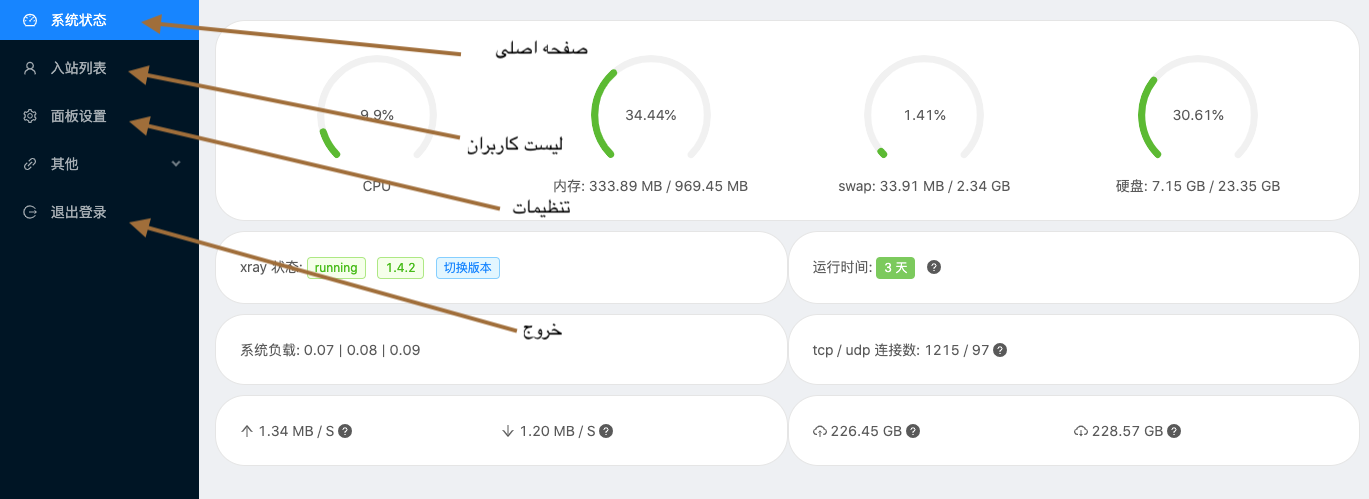 系统状态
入站列表
面板设置
其他
退出登录
صفحه اصلی
لیست کاربران
تنظیمات
خروج
9.9%
34.44%
1.41%
30.61%
CPU
内存: 333.89 MB / 969.45 MB
swap: 33.91 MB / 2.34 GB
硬盘: 7.15 GB / 23.35 GB
xray 状态: running 1.4.2 切换版本
运行时间: 3 天 ?
系统负载: 0.07 | 0.08 | 0.09
tcp / udp 连接数: 1215 / 97 ?
↑ 1.34 MB / S ?
↓ 1.20 MB / S ?
226.45 GB ?
228.57 GB ?